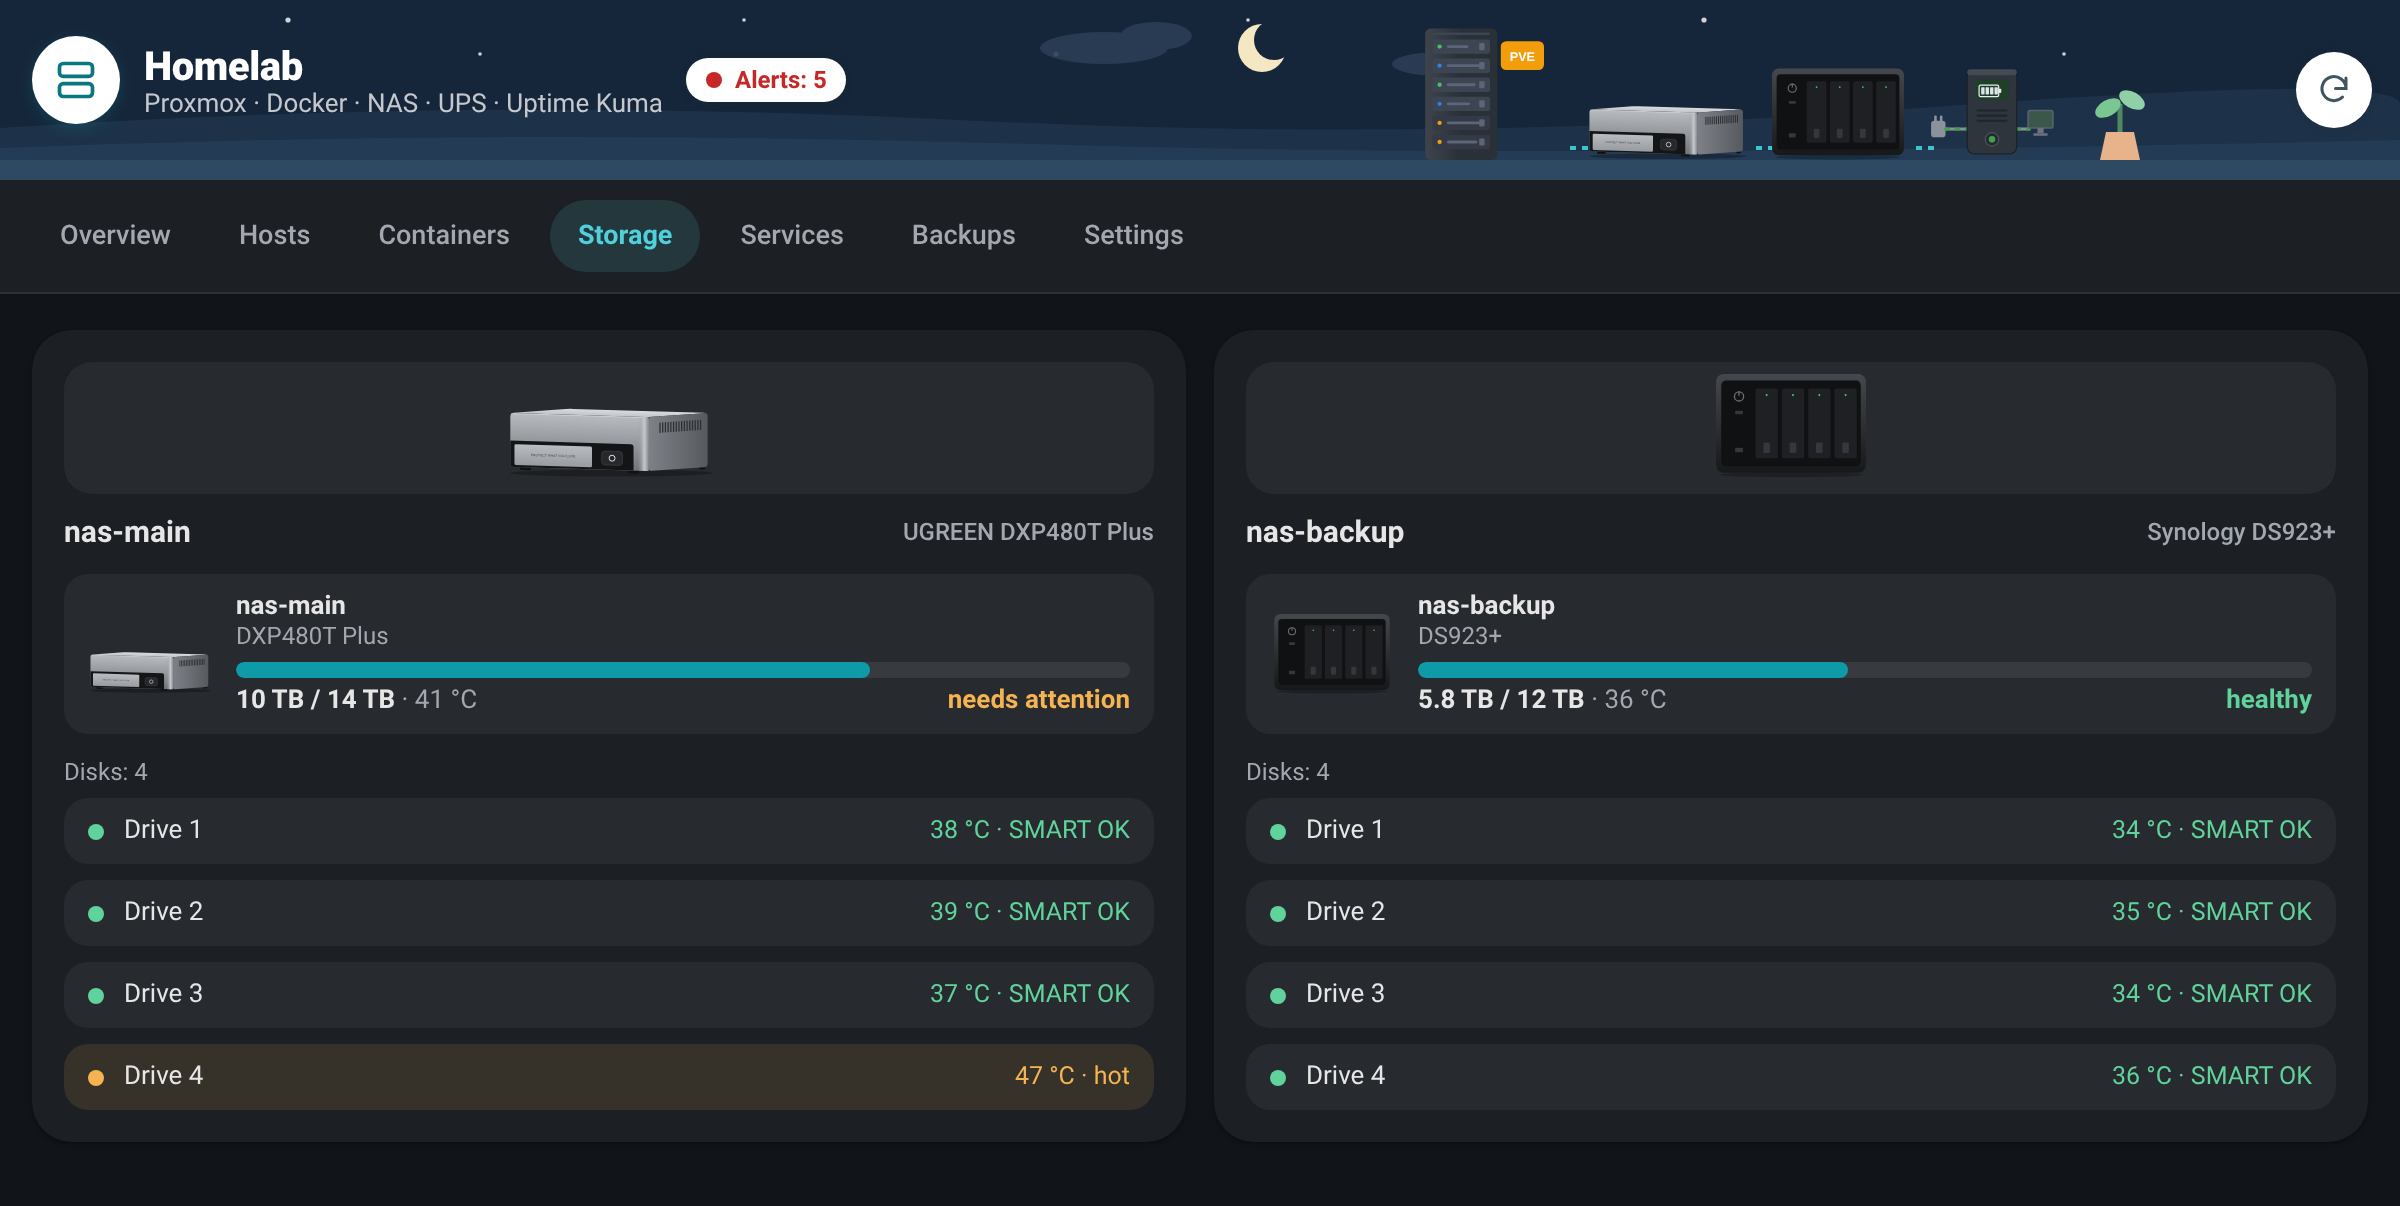 Homelab
Proxmox · Docker · NAS · UPS · Uptime Kuma
Alerts: 5
PVE
Overview
Hosts
Containers
Storage
Services
Backups
Settings
nas-main
UGREEN DXP480T Plus
nas-main
DXP480T Plus
10 TB / 14 TB · 41 °C
needs attention
Disks: 4
Drive 1
38 °C · SMART OK
Drive 2
39 °C · SMART OK
Drive 3
37 °C · SMART OK
Drive 4
47 °C · hot
nas-backup
Synology DS923+
nas-backup
DS923+
5.8 TB / 12 TB · 36 °C
healthy
Disks: 4
Drive 1
34 °C · SMART OK
Drive 2
35 °C · SMART OK
Drive 3
34 °C · SMART OK
Drive 4
36 °C · SMART OK